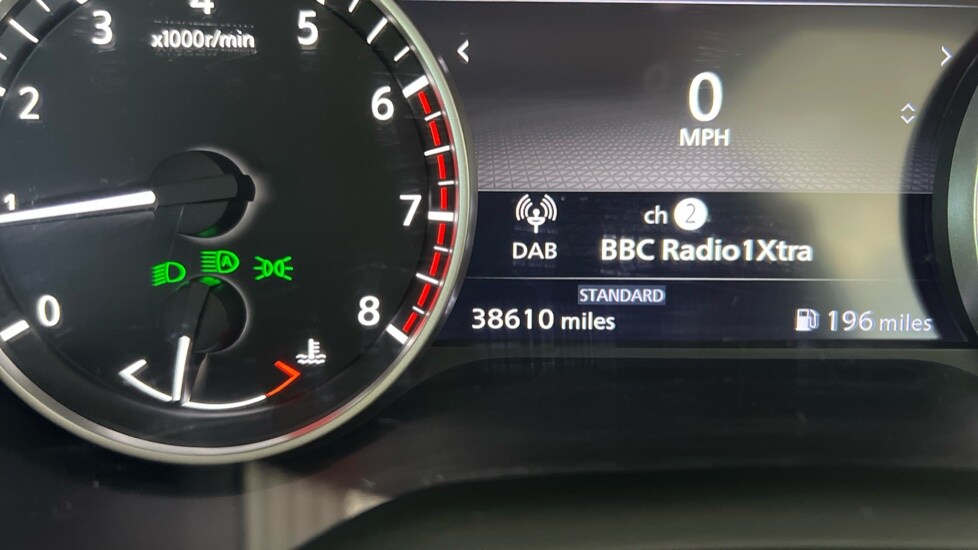 4
3
5
x1000r/min
2
6
1
7
0
8
A
0
MPH
ch 2
DAB
BBC Radio1Xtra
STANDARD
38610 miles
196 miles